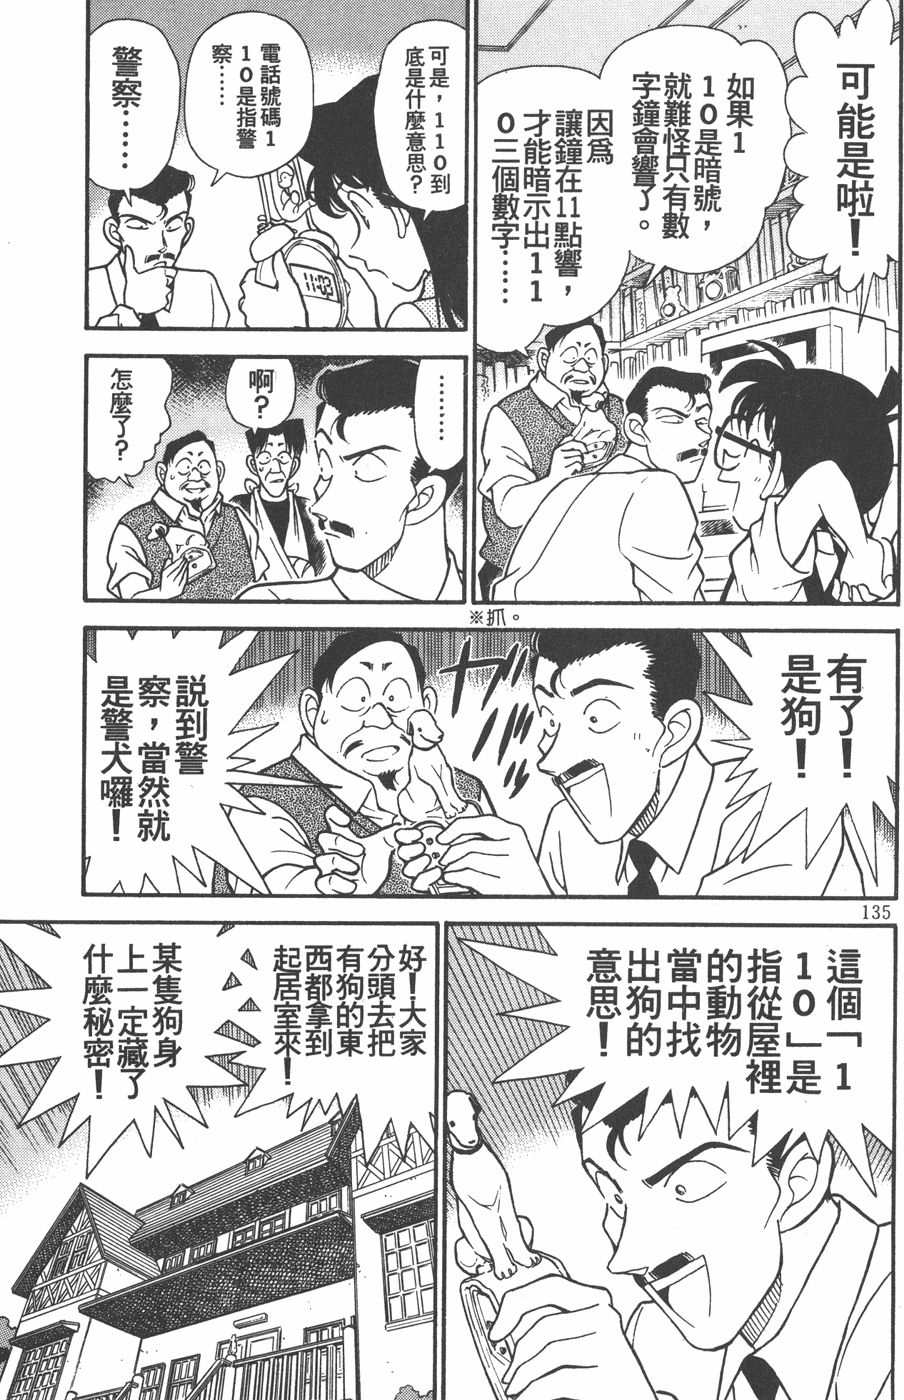 可能是啦！
如果1
10是暗號，
就難怪只有數
字鐘會響了。
因爲
讓鐘在11點響，
才能暗示出11
0三個數字……
可是，110到
底是什麼意思？
電話號碼1
10是指警
察……
警察……
11:03
……
啊？
怎麼了？
※抓。
有了！
是狗！
ガッ
説到警
察，當然就
是警犬囉！
135
這個「1
10」是
指從屋裡
的動物
當中找
出狗的
意思！
好！大家
分頭去把
有狗的東
西都拿到
起居室來！
某隻狗身
上一定藏了
什麼秘密！